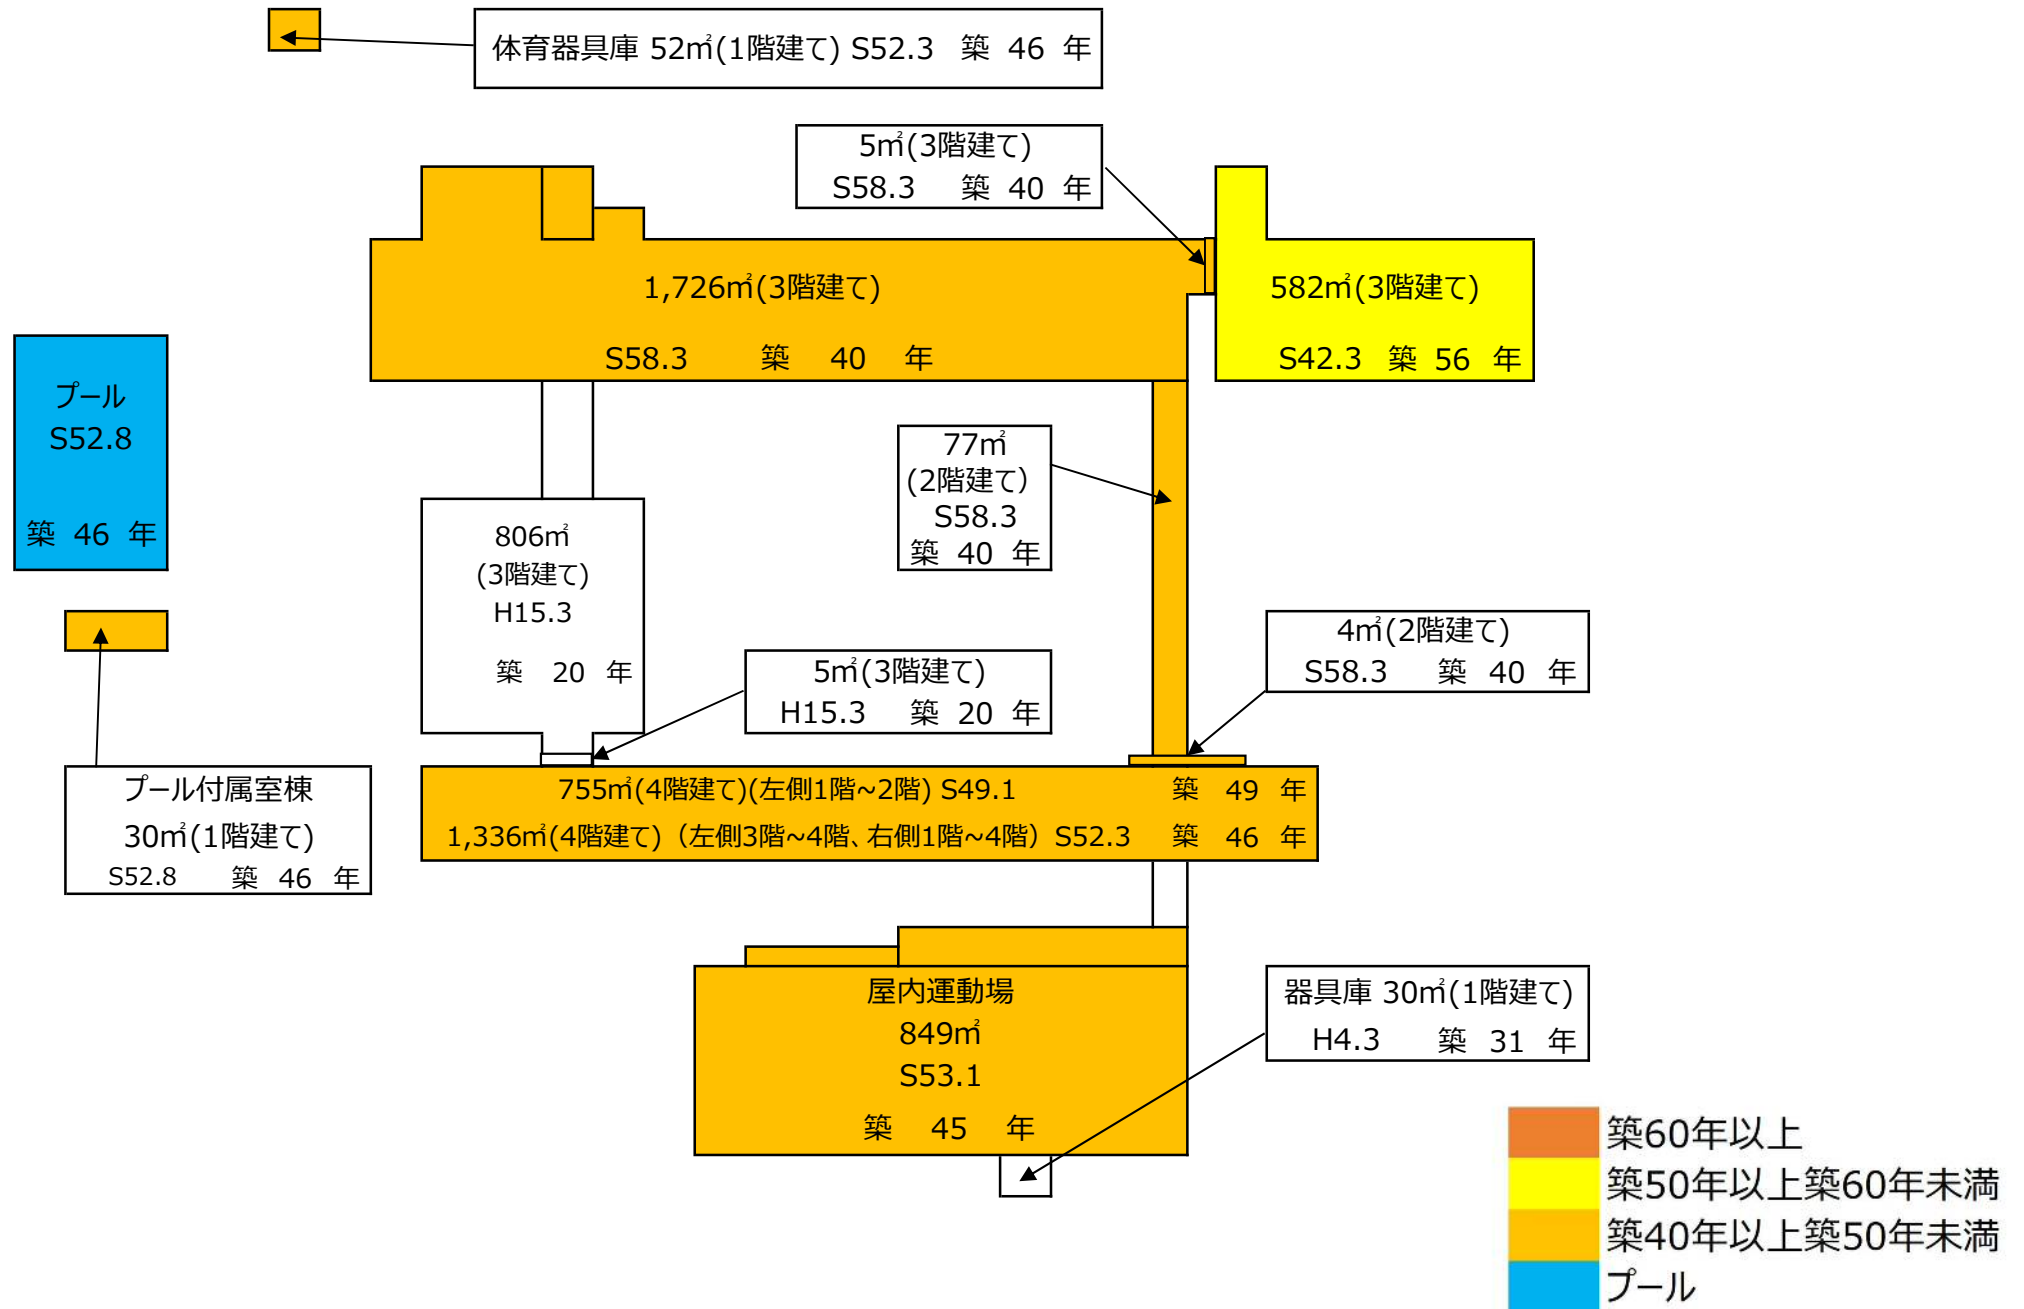 体育器具庫 52㎡(1階建て) S52.3 築 46 年
5㎡(3階建て)
S58.3 築 40 年
1,726㎡(3階建て)
S58.3 築 40 年
582㎡(3階建て)
S42.3 築 56 年
プール
S52.8
築 46 年
77㎡
(2階建て)
S58.3
築 40 年
806㎡
(3階建て)
H15.3
築 20 年
5㎡(3階建て)
H15.3 築 20 年
4㎡(2階建て)
S58.3 築 40 年
プール付属室棟
30㎡(1階建て)
S52.8 築 46 年
755㎡(4階建て)(左側1階~2階) S49.1 築 49 年
1,336㎡(4階建て)(左側3階~4階、右側1階~4階) S52.3 築 46 年
屋内運動場
849㎡
S53.1
築 45 年
器具庫 30㎡(1階建て)
H4.3 築 31 年
築60年以上
築50年以上築60年未満
築40年以上築50年未満
プール